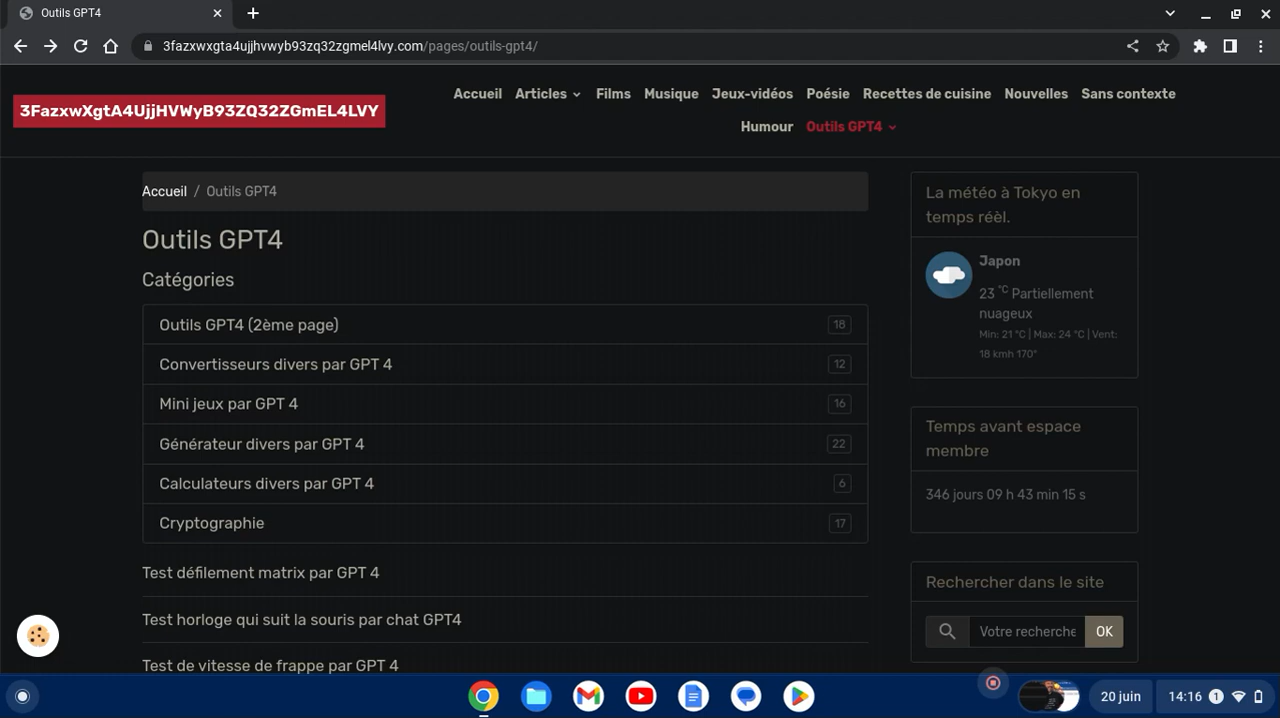 Outils GPT4
3fazxwxgta4ujjhvwyb93zq32zgmel4lvy.com/pages/outils-gpt4/
3FazxwXgtA4UjjHVWyB93ZQ32ZGmEL4LVY
Accueil Articles Films Musique Jeux-vidéos Poésie Recettes de cuisine Nouvelles Sans contexte
Humour Outils GPT4
Accueil / Outils GPT4
Outils GPT4
Catégories
Outils GPT4 (2ème page) 18
Convertisseurs divers par GPT 4 12
Mini jeux par GPT 4 16
Générateur divers par GPT 4 22
Calculateurs divers par GPT 4 6
Cryptographie 17
Test défilement matrix par GPT 4
Test horloge qui suit la souris par chat GPT4
Test de vitesse de frappe par GPT 4
La météo à Tokyo en
temps réèl.
Japon
23 °C Partiellement
nuageux
Min: 21 °C | Max: 24 °C | Vent:
18 kmh 170°
Temps avant espace
membre
346 jours 09 h 43 min 15 s
Rechercher dans le site
Votre recherche OK
20 juin 14:16 1